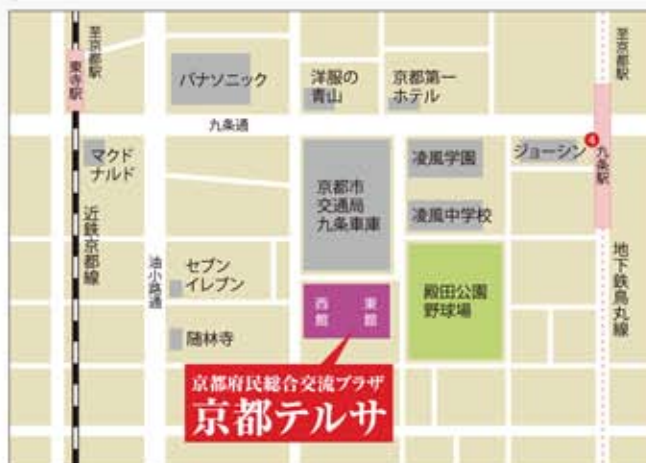 至京都駅
東寺駅
パナソニック
洋服の
青山
京都第一
ホテル
至京都駅
九条通
マクド
ナルド
京都市
交通局
九条車庫
凌風学園
ジョーシン
4
九条駅
凌風中学校
近鉄京都線
油小路通
セブン
イレブン
殿田公園
野球場
地下鉄烏丸線
西館
東館
随林寺
京都府民総合交流プラザ
京都テルサ